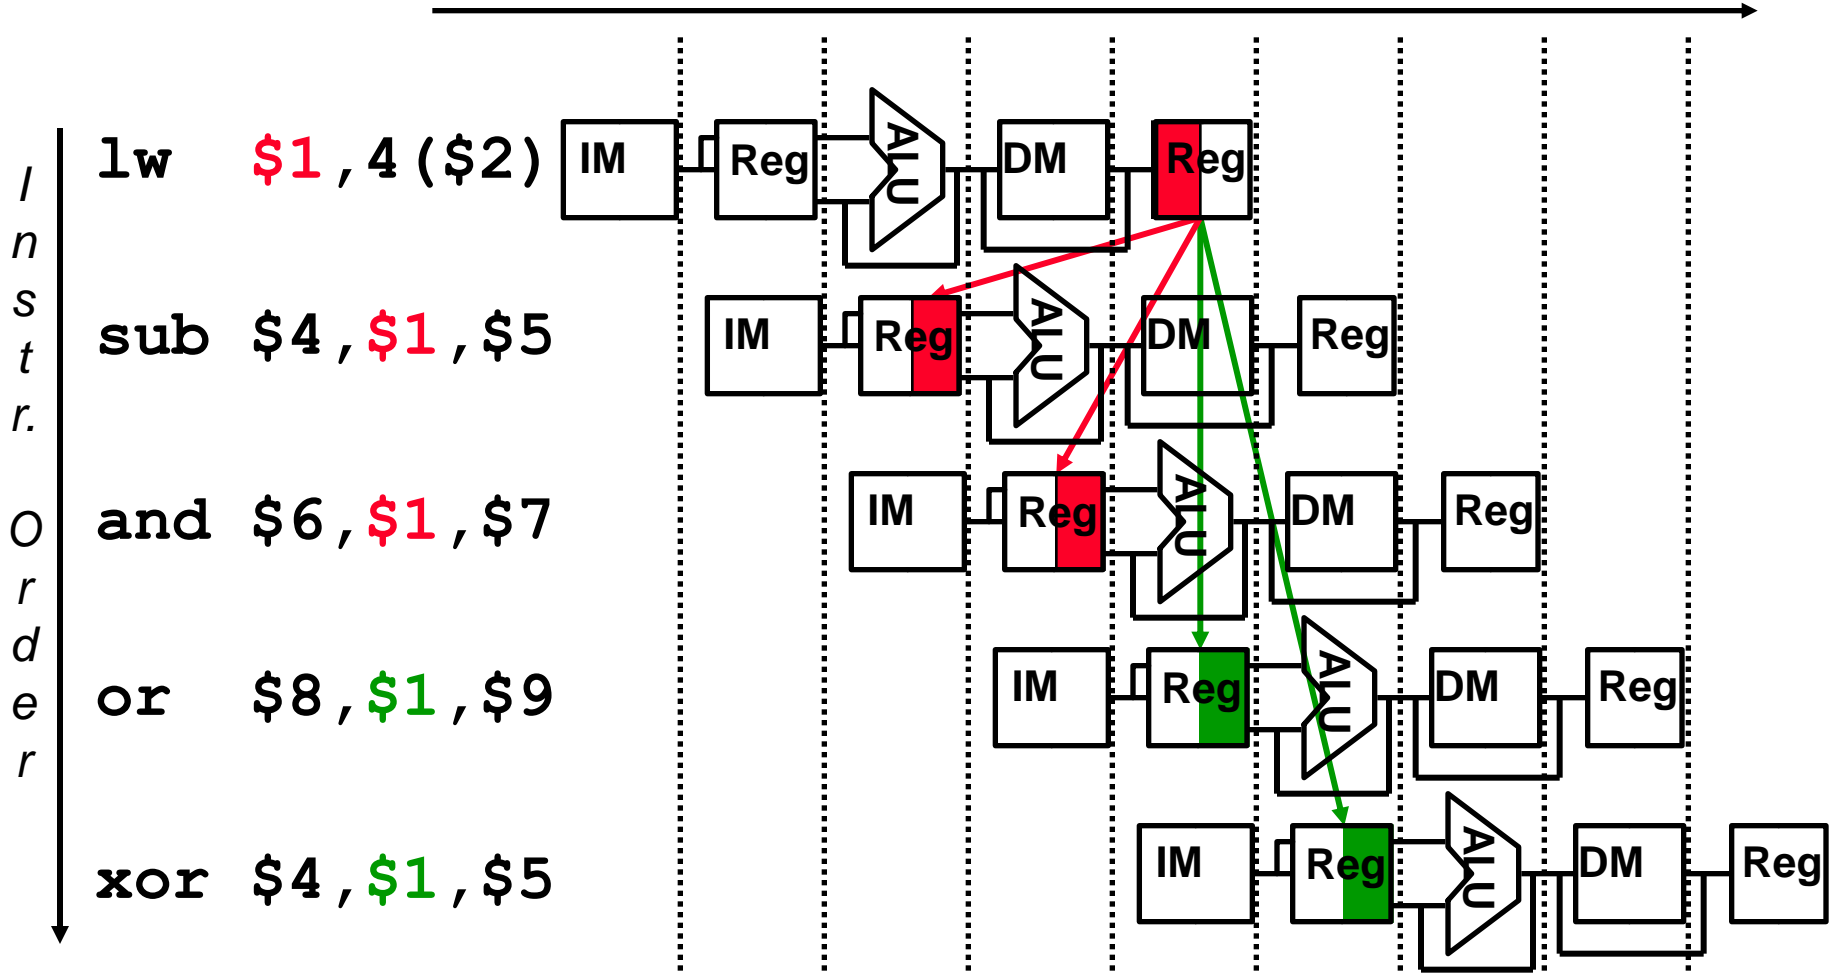 Instr. Order
lw $1,4($2) IM Reg ALU DM Reg
sub $4,$1,$5 IM Reg ALU DM Reg
and $6,$1,$7 IM Reg ALU DM Reg
or $8,$1,$9 IM Reg ALU DM Reg
xor $4,$1,$5 IM Reg ALU DM Reg